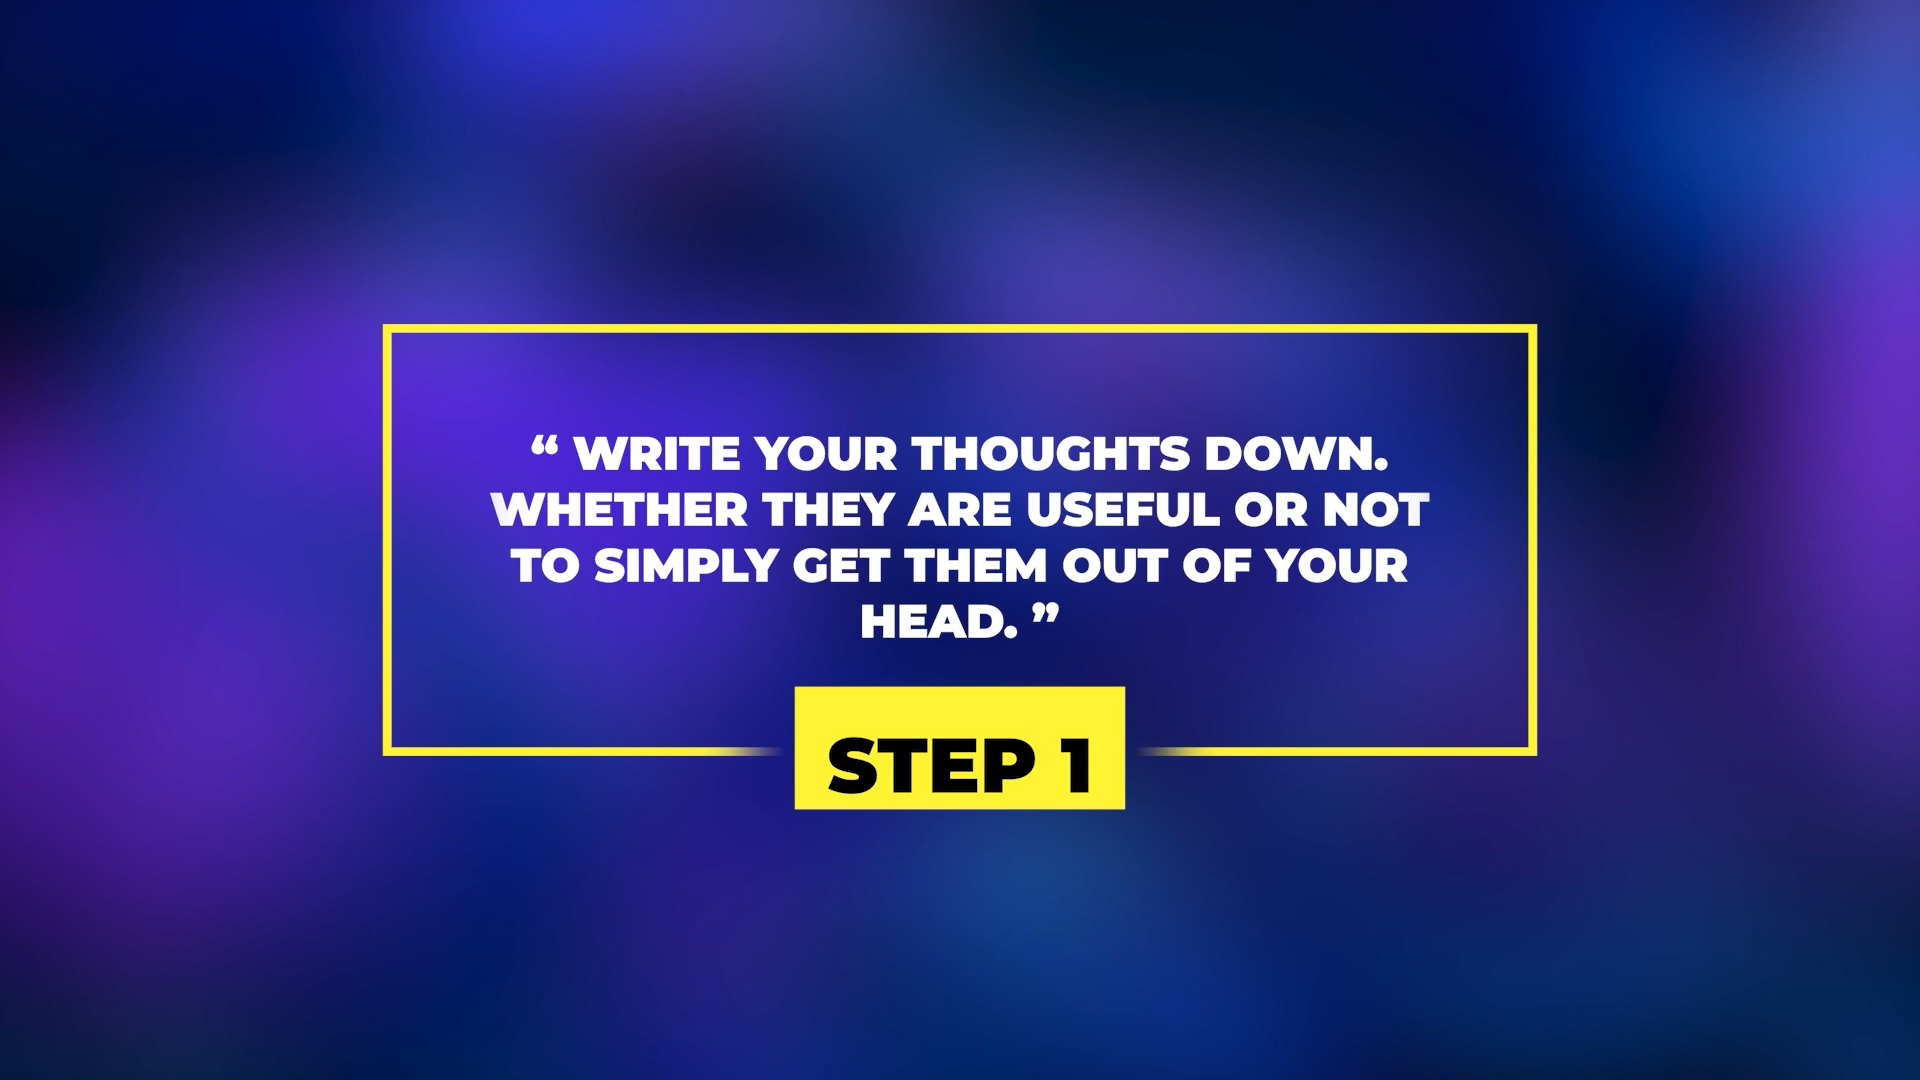 “ WRITE YOUR THOUGHTS DOWN.
WHETHER THEY ARE USEFUL OR NOT
TO SIMPLY GET THEM OUT OF YOUR
HEAD. ”
STEP 1